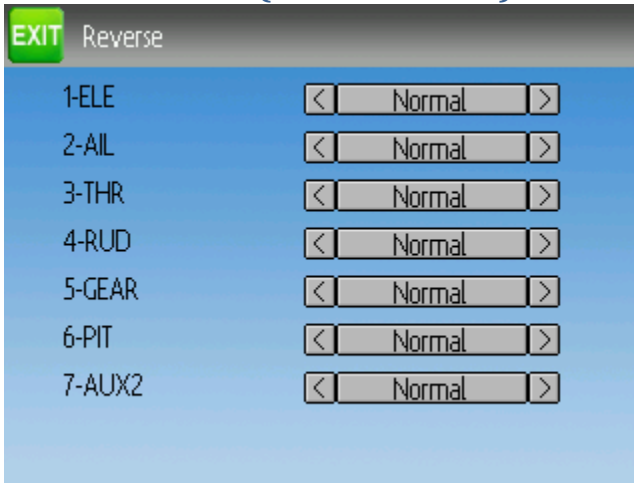 EXIT Reverse
1-ELE < Normal >
2-AIL < Normal >
3-THR < Normal >
4-RUD < Normal >
5-GEAR < Normal >
6-PIT < Normal >
7-AUX2 < Normal >